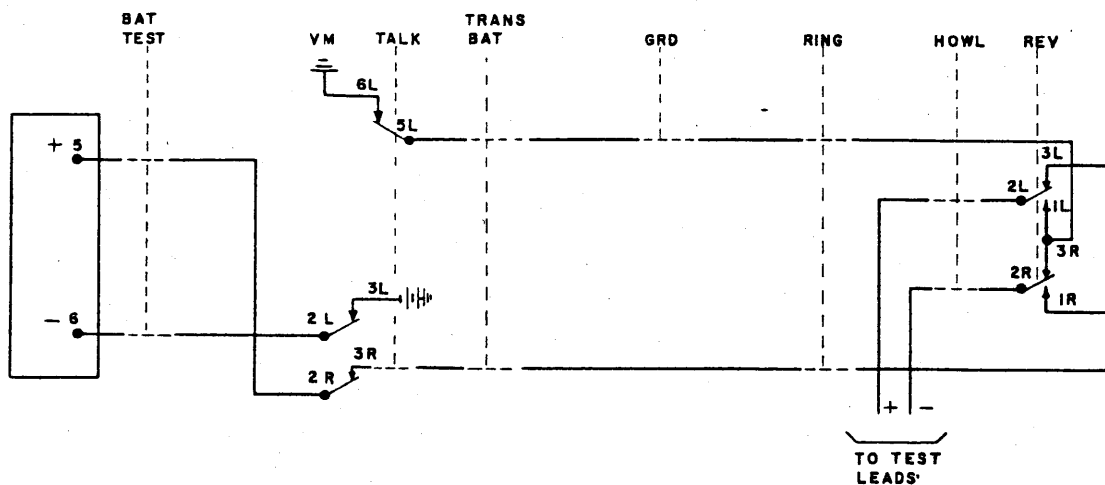 BAT
TEST
VM
TALK
TRANS
BAT
GRD
RING
HOWL
REV
6L
5L
+ 5
3L
2L
1L
3R
2R
1R
3L
- 6
2 L
3R
2 R
+ -
TO TEST
LEADS